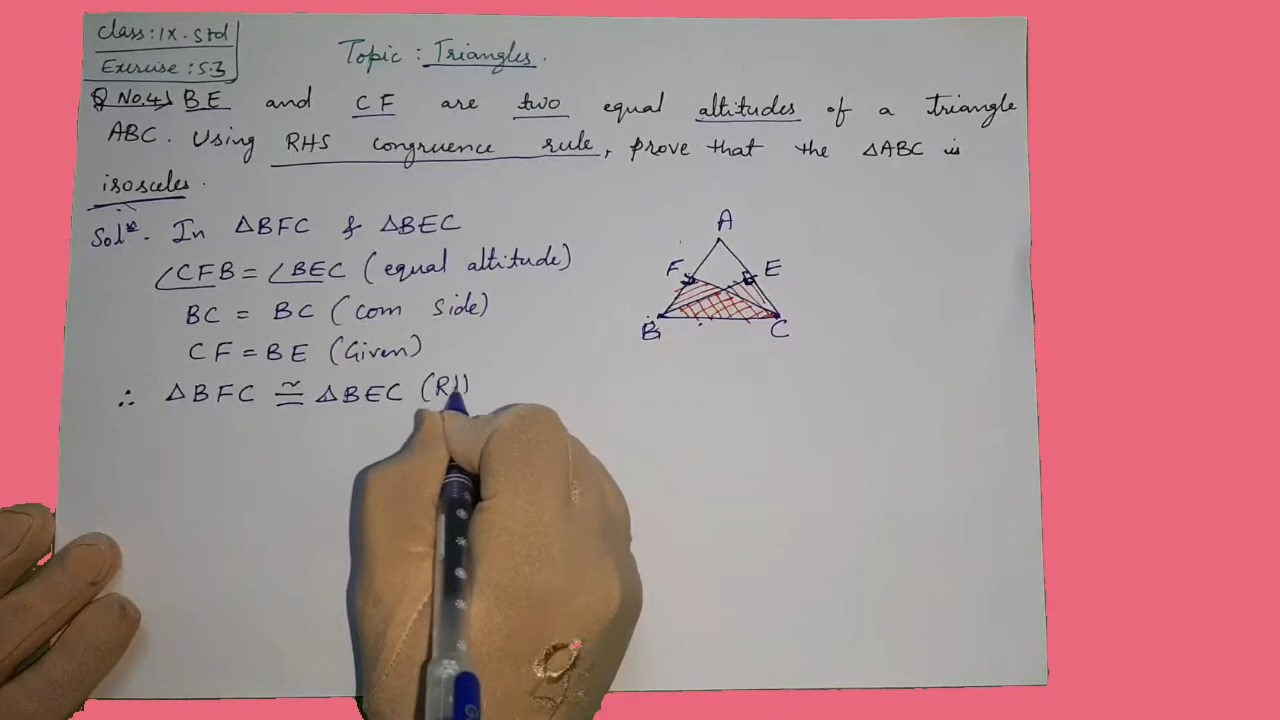 Class: IX. Std
Exercise: 5.3
Topic: Triangles.
Q No.4) BE and CF are two equal altitudes of a triangle
ABC. Using RHS congruence rule, prove that the ΔABC is
isosceles.
Solⁿ. In ΔBFC & ΔBEC
∠CFB = ∠BEC (equal altitude)
BC = BC (com side)
CF = BE (Given)
∴ ΔBFC ≅ ΔBEC (RH
A
F
E
B
C